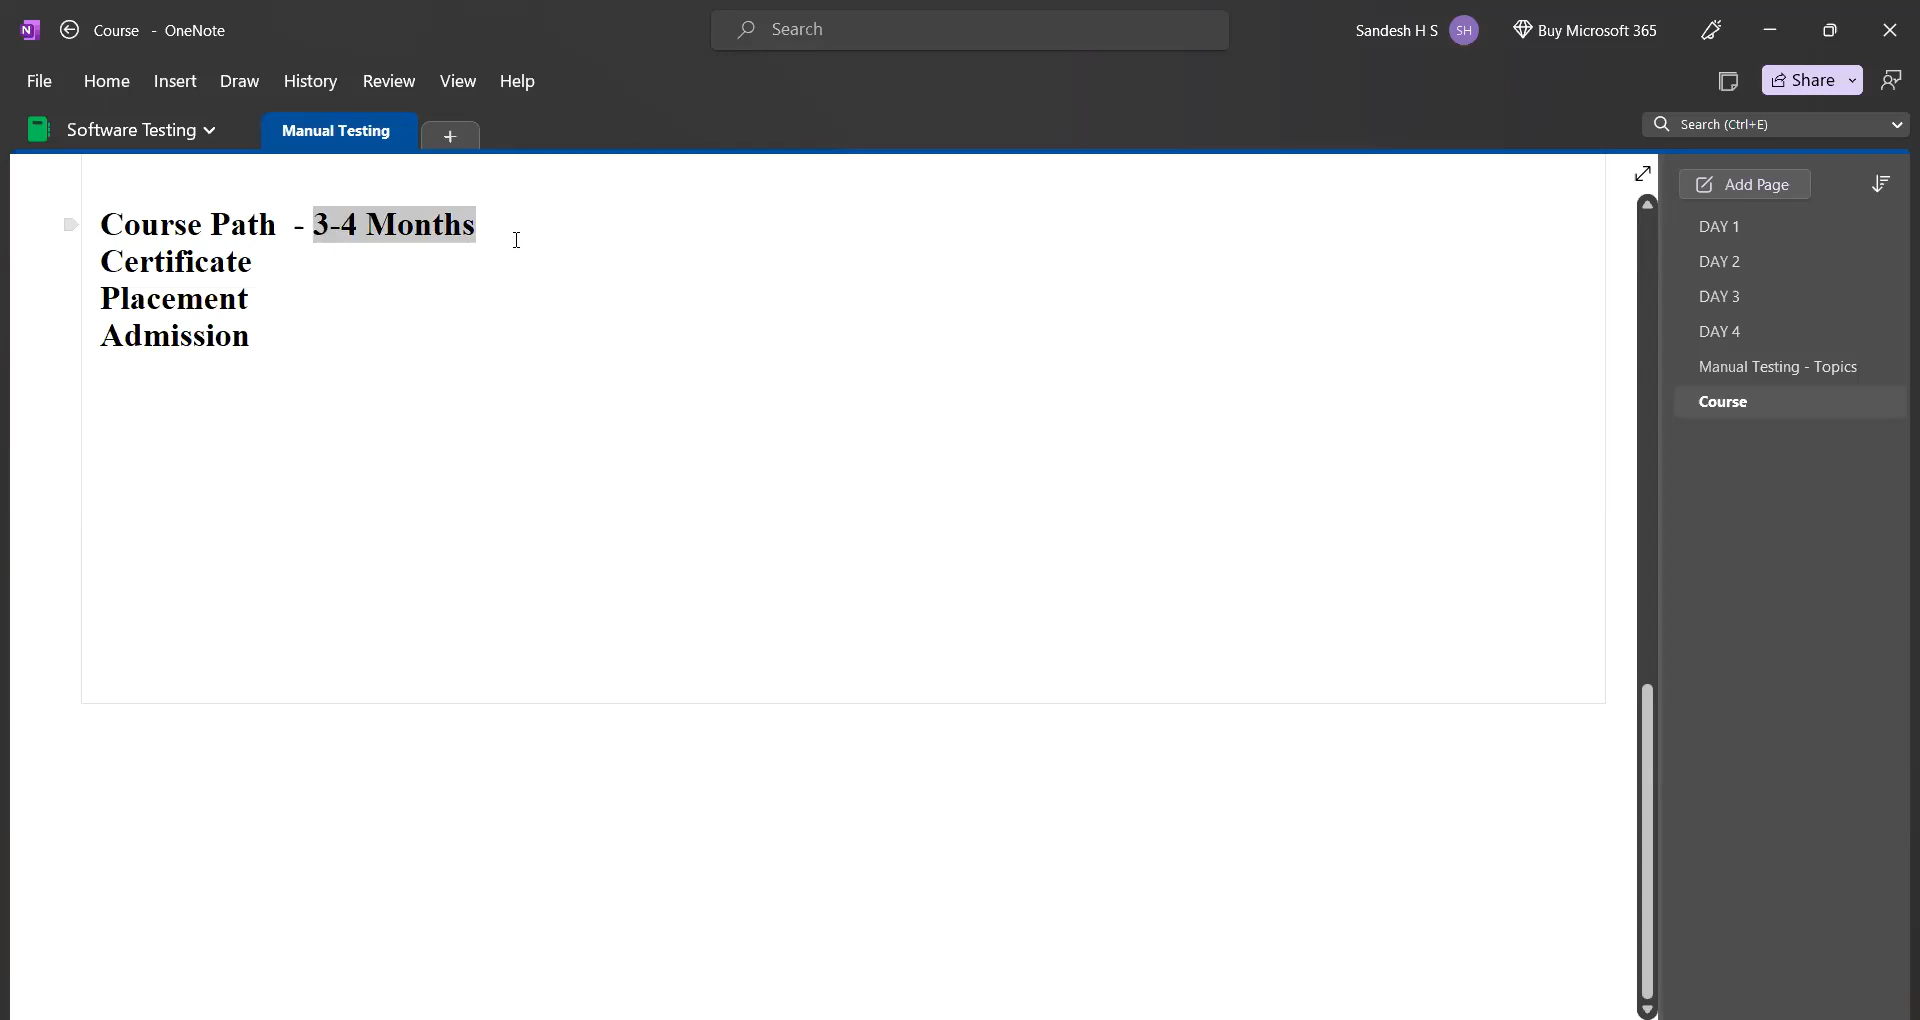 Course - OneNote
Search
Sandesh H S
SH
Buy Microsoft 365
File Home Insert Draw History Review View Help
Share
Software Testing
Manual Testing
+
Search (Ctrl+E)
Course Path - 3-4 Months
Certificate
Placement
Admission
Add Page
DAY 1
DAY 2
DAY 3
DAY 4
Manual Testing - Topics
Course